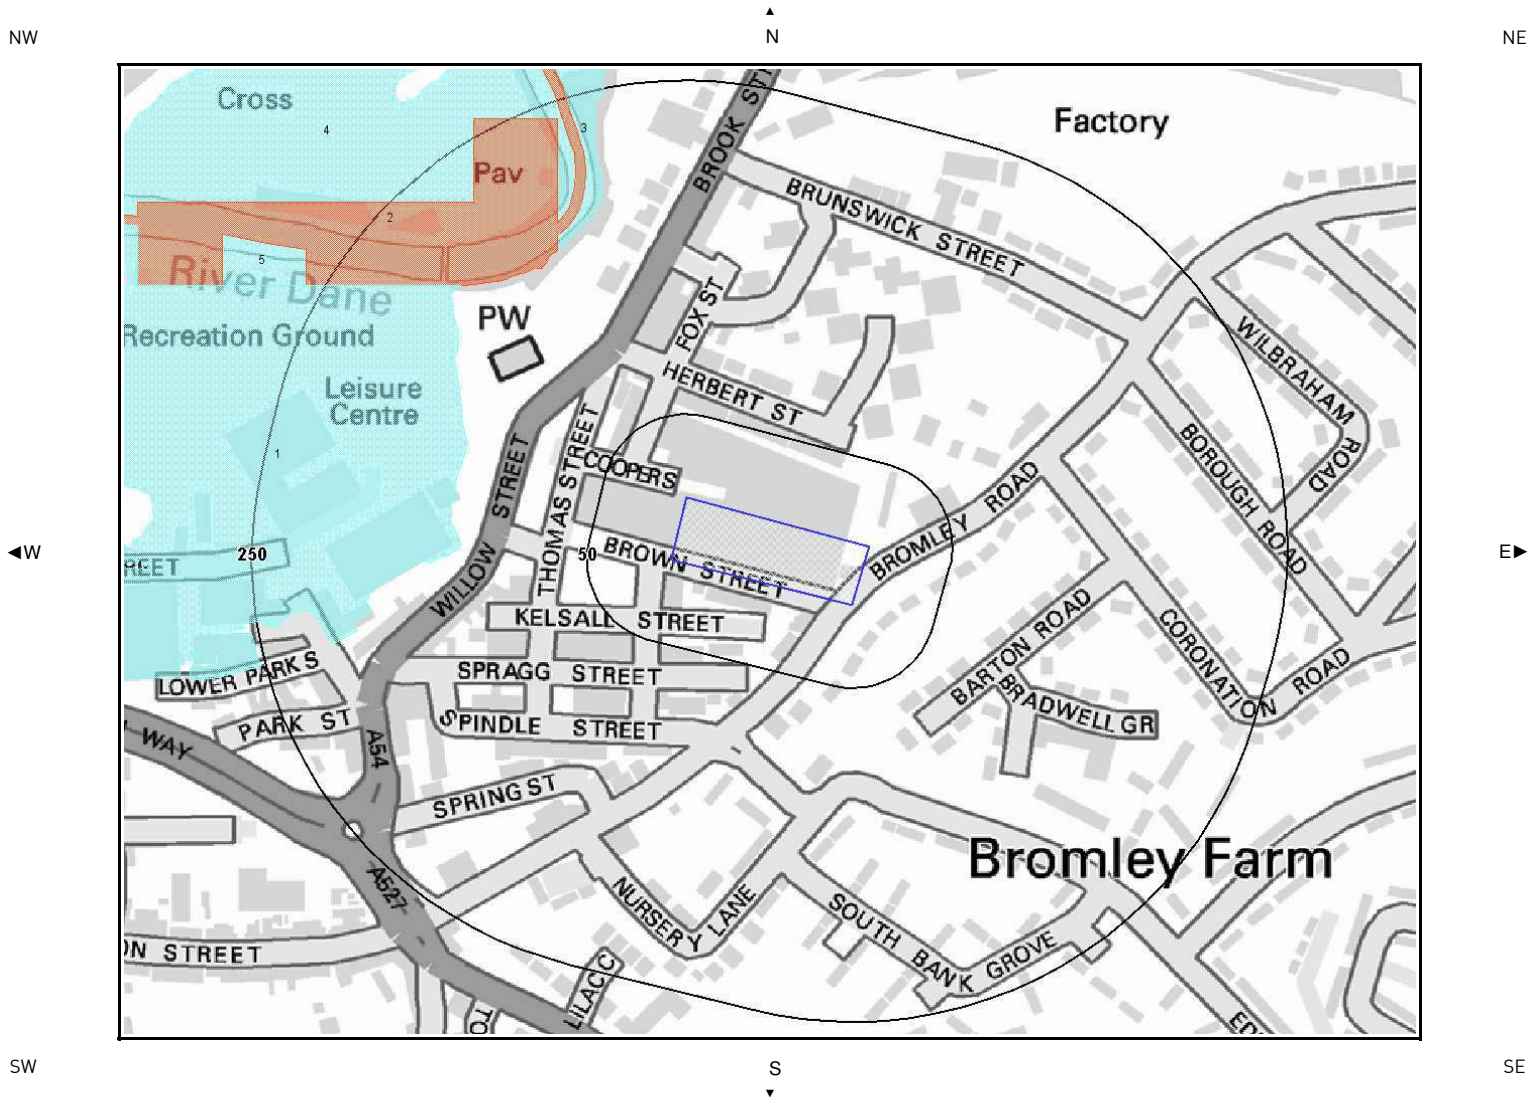 NW
N
NE
Cross
4
3
BROOK STR
Factory
Pav
2
BRUNSWICK STREET
5
River Dane
PW
FOX ST
Recreation Ground
WILBRAHAM ROAD
Leisure
Centre
HERBERT ST
1
THOMAS STREET
COOPERS
BOROUGH ROAD
WILLOW STREET
BROMLEY ROAD
W
250
50
BROWN STREET
E
REET
KELSALL STREET
BARTON ROAD
CORONATION ROAD
LOWER PARK S
SPRAGG STREET
BRADWELL GR
PARK ST
SPINDLE STREET
WAY
A54
SPRING ST
Bromley Farm
A527
NURSERY LANE
SOUTH BANK GROVE
ON STREET
LILAC C
TO
ED
SW
S
SE